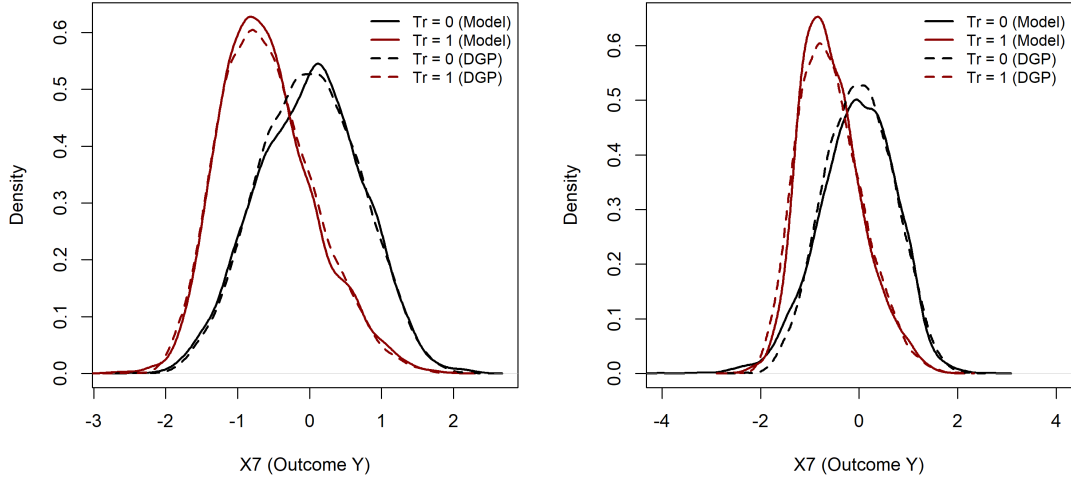 Tr = 0 (Model)
Tr = 1 (Model)
Tr = 0 (DGP)
Tr = 1 (DGP)
Density
0.6
0.5
0.4
0.3
0.2
0.1
0.0
-3 -2 -1 0 1 2
X7 (Outcome Y)
Tr = 0 (Model)
Tr = 1 (Model)
Tr = 0 (DGP)
Tr = 1 (DGP)
Density
0.6
0.5
0.4
0.3
0.2
0.1
0.0
-4 -2 0 2 4
X7 (Outcome Y)